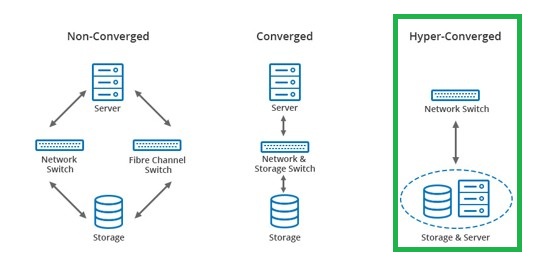 Non-Converged
Server
Network
Switch
Fibre Channel
Switch
Storage
Converged
Server
Network &
Storage Switch
Storage
Hyper-Converged
Network Switch
Storage & Server